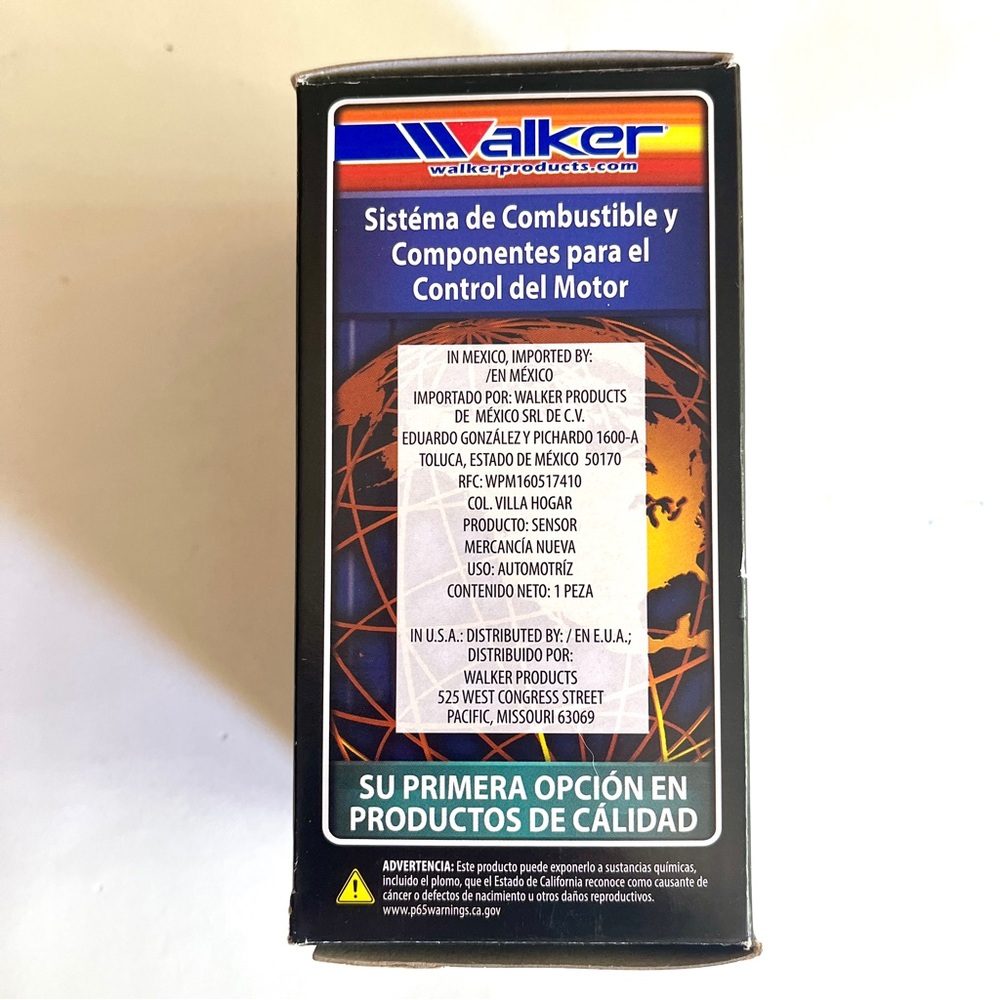 Walker
walkerproducts.com
Sistéma de Combustible y
Componentes para el
Control del Motor
IN MEXICO, IMPORTED BY:
/EN MÉXICO
IMPORTADO POR: WALKER PRODUCTS
DE MÉXICO SRL DE C.V.
EDUARDO GONZÁLEZ Y PICHARDO 1600-A
TOLUCA, ESTADO DE MÉXICO 50170
RFC: WPM160517410
COL. VILLA HOGAR
PRODUCTO: SENSOR
MERCANCÍA NUEVA
USO: AUTOMOTRÍZ
CONTENIDO NETO: 1 PEZA
IN U.S.A.: DISTRIBUTED BY: / EN E.U.A.;
DISTRIBUIDO POR:
WALKER PRODUCTS
525 WEST CONGRESS STREET
PACIFIC, MISSOURI 63069
SU PRIMERA OPCIÓN EN
PRODUCTOS DE CÁLIDAD
ADVERTENCIA: Este producto puede exponerlo a sustancias químicas,
incluido el plomo, que el Estado de California reconoce como causante de
cáncer o defectos de nacimiento u otros daños reproductivos.
www.p65warnings.ca.gov